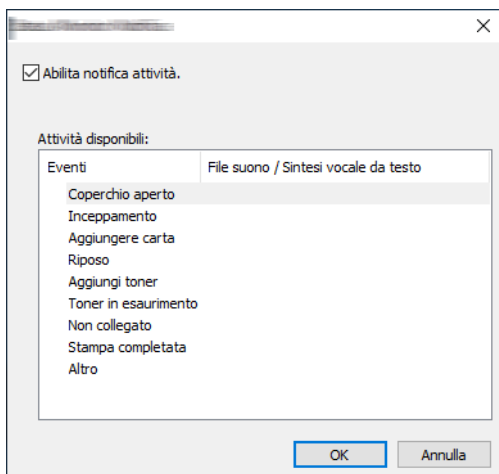 Abilita notifica attività.
Attività disponibili:
Eventi File suono / Sintesi vocale da testo
Coperchio aperto
Inceppamento
Aggiungere carta
Riposo
Aggiungi toner
Toner in esaurimento
Non collegato
Stampa completata
Altro
OK Annulla